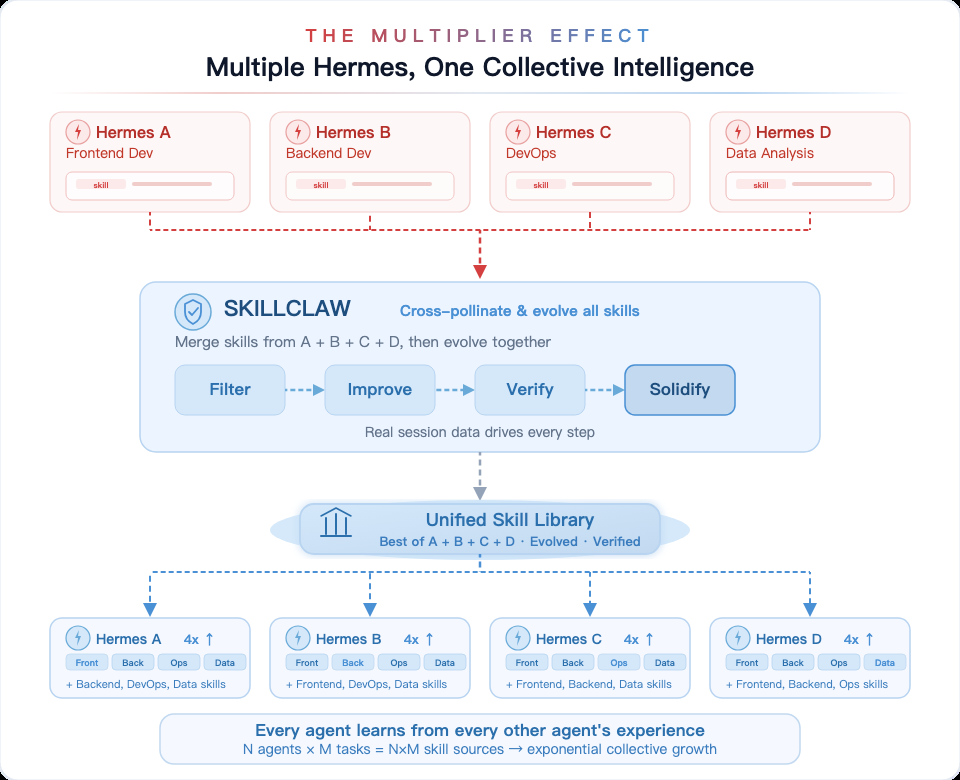 THE MULTIPLIER EFFECT
Multiple Hermes, One Collective Intelligence
Hermes A
Frontend Dev
skill
Hermes B
Backend Dev
skill
Hermes C
DevOps
skill
Hermes D
Data Analysis
skill
SKILLCLAW
Cross-pollinate & evolve all skills
Merge skills from A + B + C + D, then evolve together
Filter
Improve
Verify
Solidify
Real session data drives every step
Unified Skill Library
Best of A + B + C + D · Evolved · Verified
Hermes A 4x ↑
Front Back Ops Data
+ Backend, DevOps, Data skills
Hermes B 4x ↑
Front Back Ops Data
+ Frontend, DevOps, Data skills
Hermes C 4x ↑
Front Back Ops Data
+ Frontend, Backend, Data skills
Hermes D 4x ↑
Front Back Ops Data
+ Frontend, Backend, Ops skills
Every agent learns from every other agent's experience
N agents × M tasks = N×M skill sources → exponential collective growth